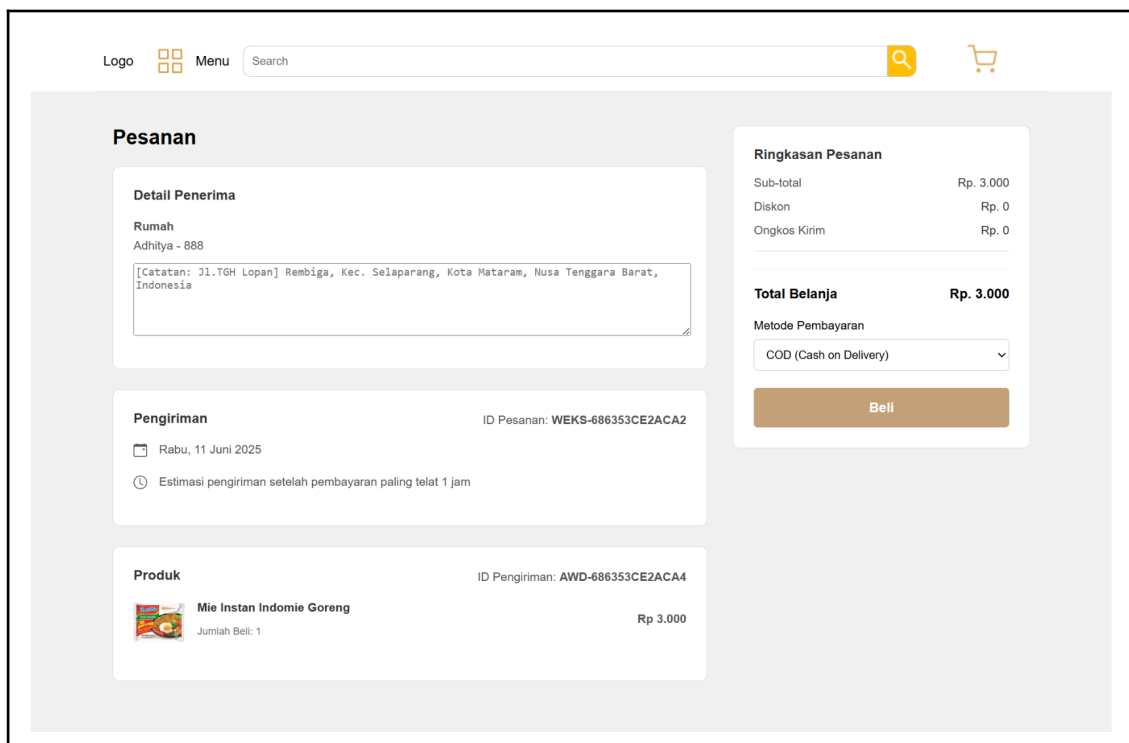 Logo
Menu
Search
Pesanan
Detail Penerima
Rumah
Adhitya - 888
[Catatan: Jl.TGH Lopan] Rembiga, Kec. Selaparang, Kota Mataram, Nusa Tenggara Barat,
Indonesia
Pengiriman
ID Pesanan: WEKS-686353CE2ACA2
Rabu, 11 Juni 2025
Estimasi pengiriman setelah pembayaran paling telat 1 jam
Produk
ID Pengiriman: AWD-686353CE2ACA4
Mie Instan Indomie Goreng
Jumlah Beli: 1
Rp 3.000
Ringkasan Pesanan
Sub-total Rp. 3.000
Diskon Rp. 0
Ongkos Kirim Rp. 0
Total Belanja Rp. 3.000
Metode Pembayaran
COD (Cash on Delivery)
Beli